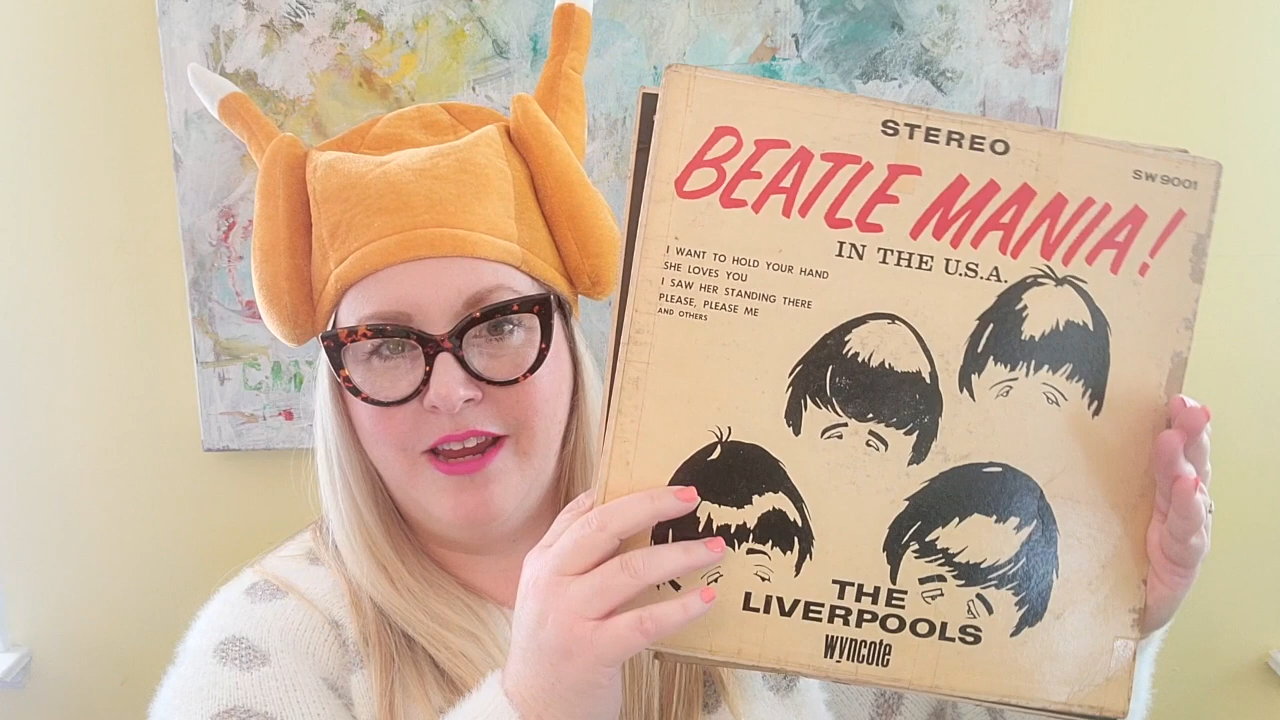 STEREO
SW 9001
BEATLE MANIA!
IN THE U.S.A.
I WANT TO HOLD YOUR HAND
SHE LOVES YOU
I SAW HER STANDING THERE
PLEASE, PLEASE ME
AND OTHERS
THE
LIVERPOOLS
wyncote